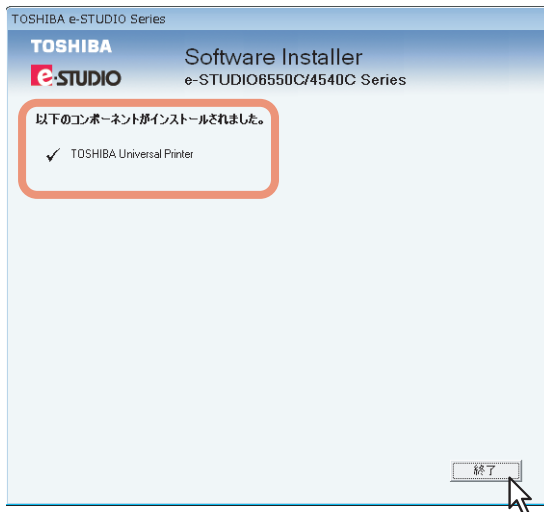 TOSHIBA e-STUDIO Series
TOSHIBA
e-STUDIO
Software Installer
e-STUDIO6550C/4540C Series
以下のコンポーネントがインストールされました。
TOSHIBA Universal Printer
終了